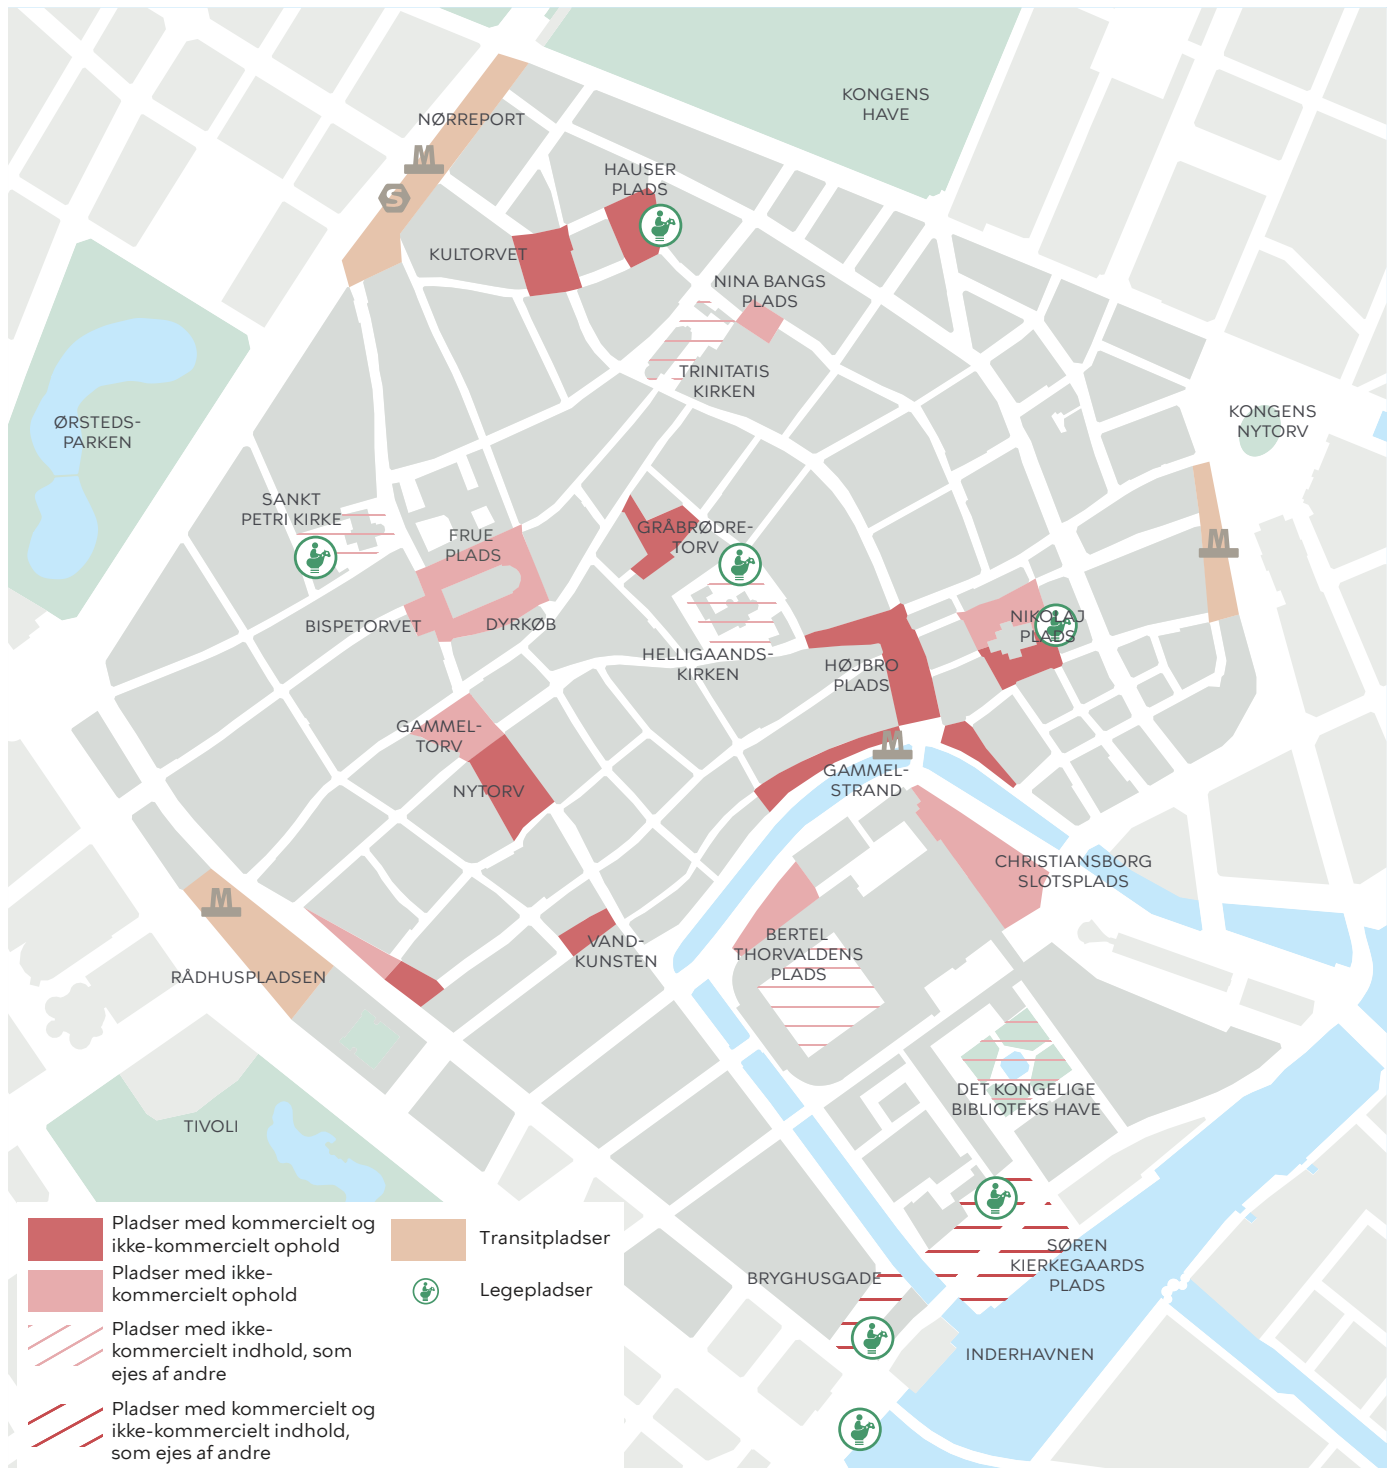 KONGENS
HAVE
NØRREPORT
M
S
HAUSER
PLADS
KULTORVET
NINA BANGS
PLADS
TRINITATIS
KIRKEN
ØRSTEDS-
PARKEN
KONGENS
NYTORV
SANKT
PETRI KIRKE
FRUE
PLADS
GRÅBRØDRE-
TORV
M
BISPETORVET
DYRKØB
NIKOLAJ
PLADS
HELLIGAANDS-
KIRKEN
HØJBRO
PLADS
GAMMEL-
TORV
M
NYTORV
GAMMEL-
STRAND
CHRISTIANSBORG
SLOTSPLADS
M
RÅDHUSPLADSEN
VAND-
KUNSTEN
BERTEL
THORVALDENS
PLADS
DET KONGELIGE
BIBLIOTEKS HAVE
TIVOLI
SØREN
KIERKEGAARDS
PLADS
BRYGHUSGADE
INDERHAVNEN
Pladser med kommercielt og
ikke-kommercielt ophold
Pladser med ikke-
kommercielt ophold
Pladser med ikke-
kommercielt indhold, som
ejes af andre
Pladser med kommercielt og
ikke-kommercielt indhold,
som ejes af andre
Transitpladser
Legepladser